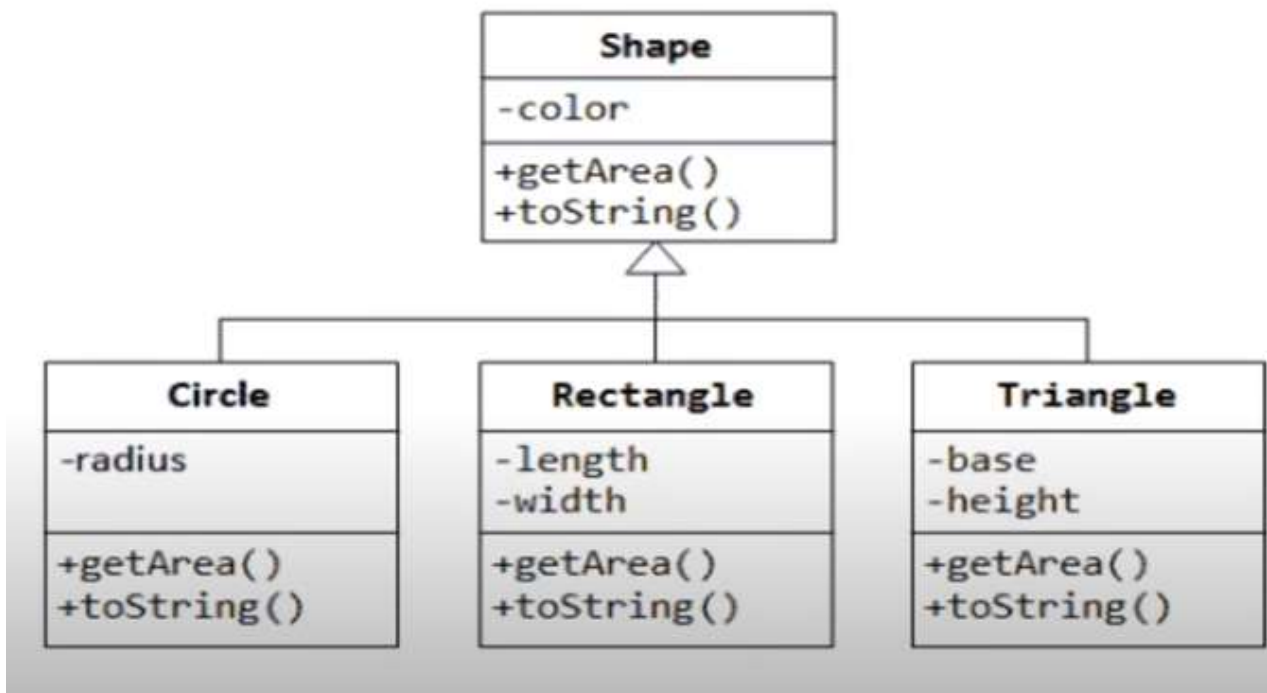 Shape
-color
+getArea()
+toString()
Circle
-radius
+getArea()
+toString()
Rectangle
-length
-width
+getArea()
+toString()
Triangle
-base
-height
+getArea()
+toString()